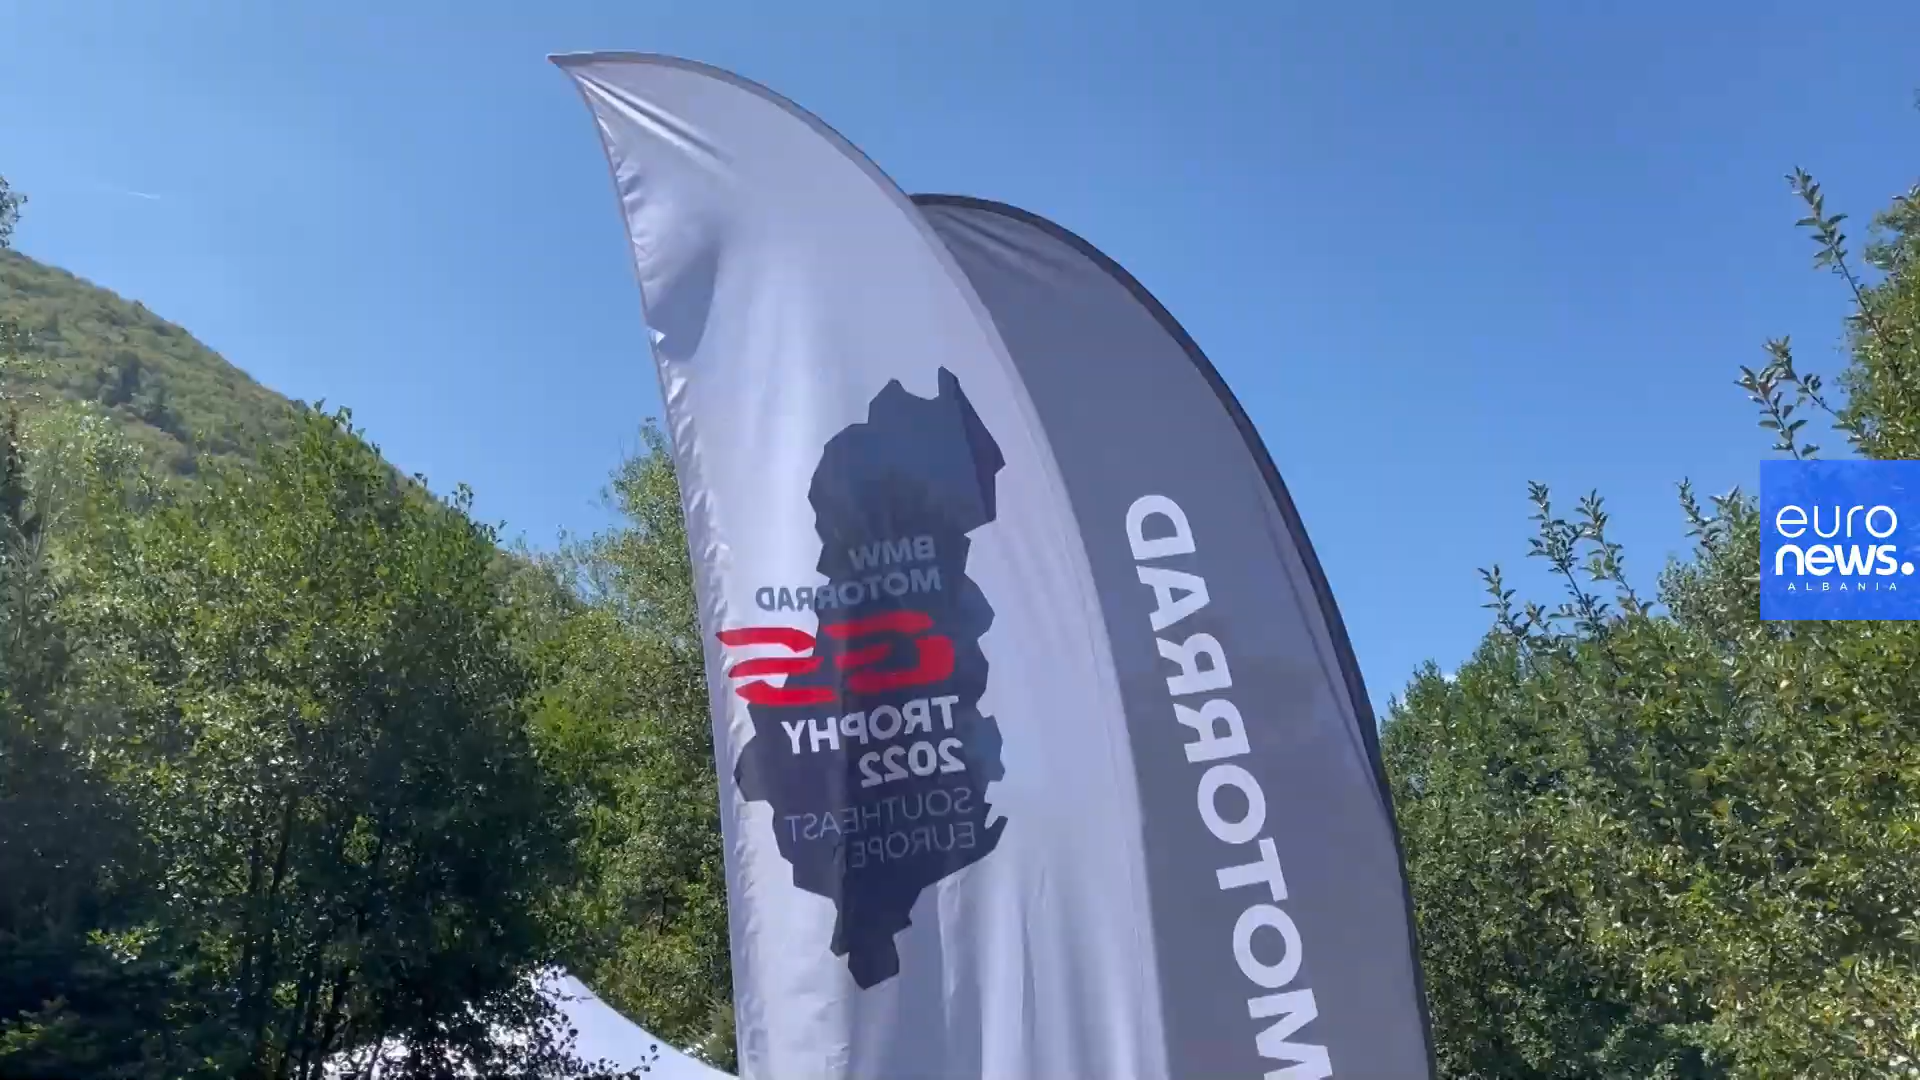 BMW
MOTORRAD
GS
TROPHY
2022
SOUTHEAST
EUROPE
MOTORRAD
euro
news.
ALBANIA